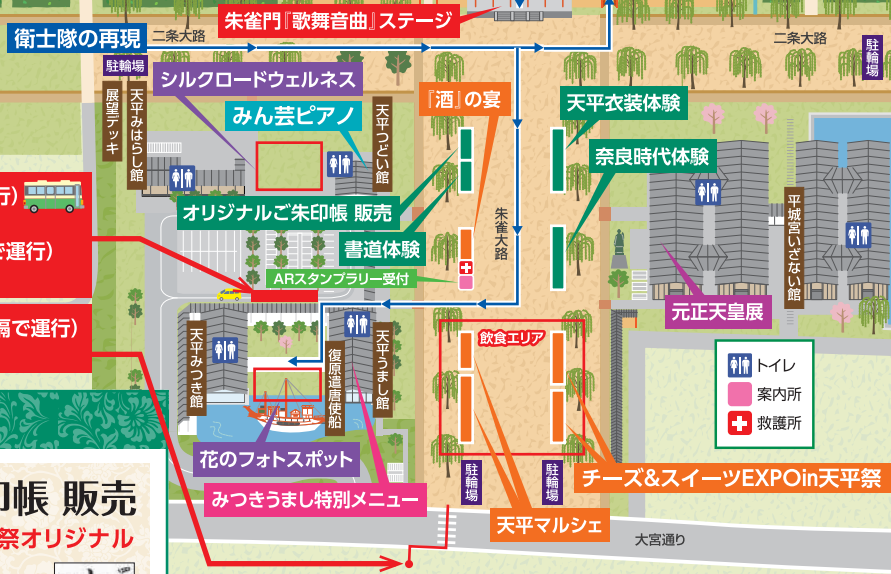 朱雀門『歌舞音曲』ステージ
衛士隊の再現
二条大路
二条大路
駐輪場
駐輪場
展望デッキ
天平みはらし館
シルクロードウェルネス
みん芸ピアノ
天平つどい館
『酒』の宴
天平衣装体験
奈良時代体験
オリジナルご朱印帳 販売
書道体験
朱雀大路
平城宮いざない館
行)
で運行)
ARスタンプラリー受付
元正天皇展
隔で運行)
天平みつき館
復原遣唐使船
天平うまし館
飲食エリア
トイレ
案内所
救護所
花のフォトスポット
みつきうまし特別メニュー
駐輪場
駐輪場
チーズ&スイーツEXPOin天平祭
天平マルシェ
大宮通り
印帳 販売
祭オリジナル